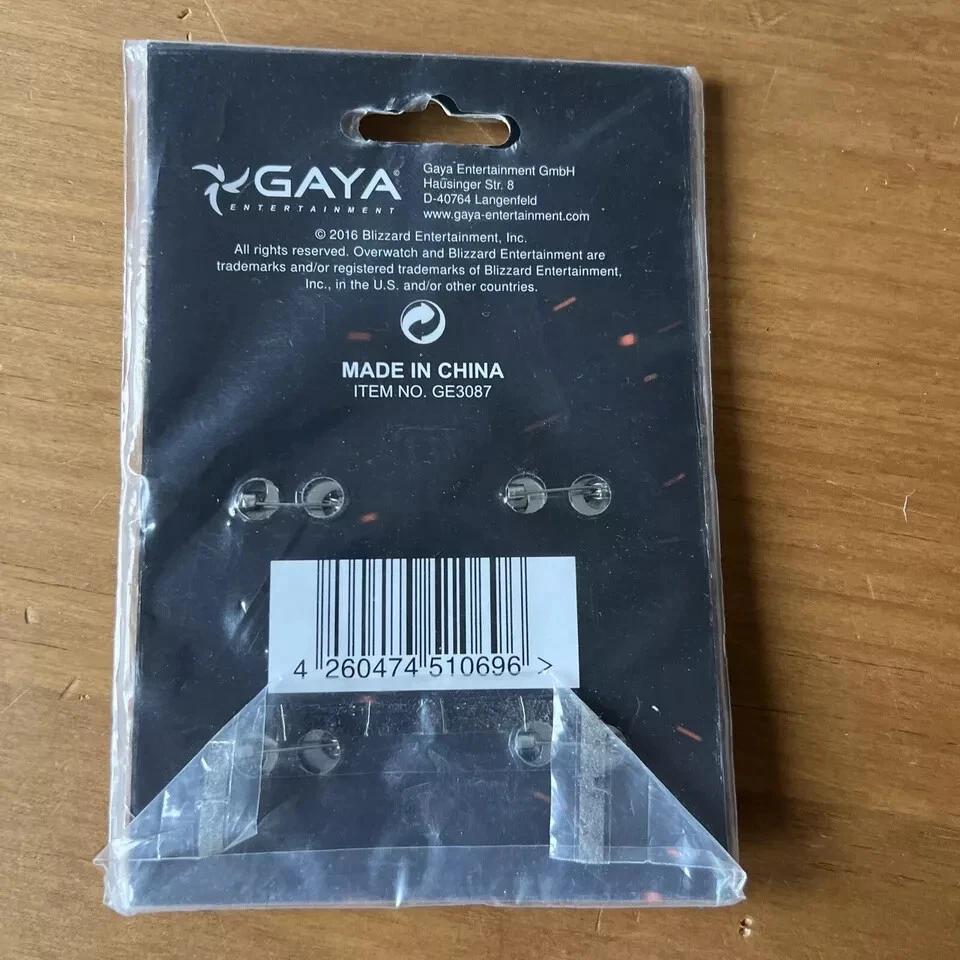 GAYA
ENTERTAINMENT
©
Gaya Entertainment GmbH
Hausinger Str. 8
D-40764 Langenfeld
www.gaya-entertainment.com
© 2016 Blizzard Entertainment, Inc.
All rights reserved. Overwatch and Blizzard Entertainment are
trademarks and/or registered trademarks of Blizzard Entertainment,
Inc., in the U.S. and/or other countries.
MADE IN CHINA
ITEM NO. GE3087
4 260474 510696 >